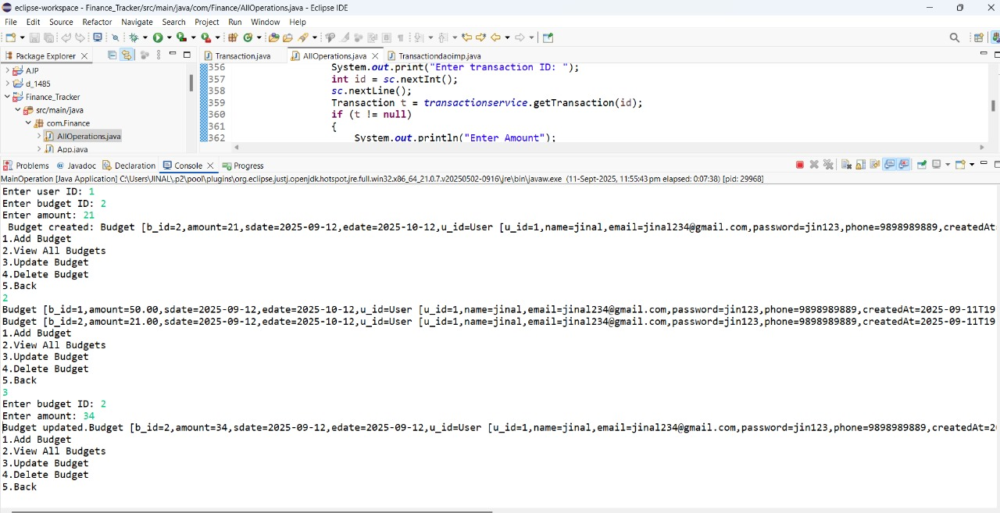 eclipse-workspace - Finance_Tracker/src/main/java/com/Finance/AllOperations.java - Eclipse IDE
File Edit Source Refactor Navigate Search Project Run Window Help
Package Explorer
AJP
d_1485
Finance_Tracker
src/main/java
com.Finance
AllOperations.java
App.java
Transaction.java AllOperations.java Transactiondaoimp.java
356 System.out.print("Enter transaction ID: ");
357 int id = sc.nextInt();
358 sc.nextLine();
359 Transaction t = transactionservice.getTransaction(id);
360 if (t != null)
361 {
362 System.out.println("Enter Amount");
Problems Javadoc Declaration Console Progress
MainOperation [Java Application] C:\Users\JINAL\.p2\pool\plugins\org.eclipse.justj.openjdk.hotspot.jre.full.win32.x86_64_21.0.7.v20250502-0916\jre\bin\javaw.exe (11-Sept-2025, 11:55:43 pm elapsed: 0:07:38) [pid: 29968]
Enter user ID: 1
Enter budget ID: 2
Enter amount: 21
Budget created: Budget [b_id=2,amount=21,sdate=2025-09-12,edate=2025-10-12,u_id=User [u_id=1,name=jinal,email=jinal234@gmail.com,password=jin123,phone=9898989889,createdAt=
1.Add Budget
2.View All Budgets
3.Update Budget
4.Delete Budget
5.Back
2
Budget [b_id=1,amount=50.00,sdate=2025-09-12,edate=2025-10-12,u_id=User [u_id=1,name=jinal,email=jinal234@gmail.com,password=jin123,phone=9898989889,createdAt=2025-09-11T19
Budget [b_id=2,amount=21.00,sdate=2025-09-12,edate=2025-10-12,u_id=User [u_id=1,name=jinal,email=jinal234@gmail.com,password=jin123,phone=9898989889,createdAt=2025-09-11T19
1.Add Budget
2.View All Budgets
3.Update Budget
4.Delete Budget
5.Back
3
Enter budget ID: 2
Enter amount: 34
Budget updated.Budget [b_id=2,amount=34,sdate=2025-09-12,edate=2025-09-12,u_id=User [u_id=1,name=jinal,email=jinal234@gmail.com,password=jin123,phone=9898989889,createdAt=2
1.Add Budget
2.View All Budgets
3.Update Budget
4.Delete Budget
5.Back